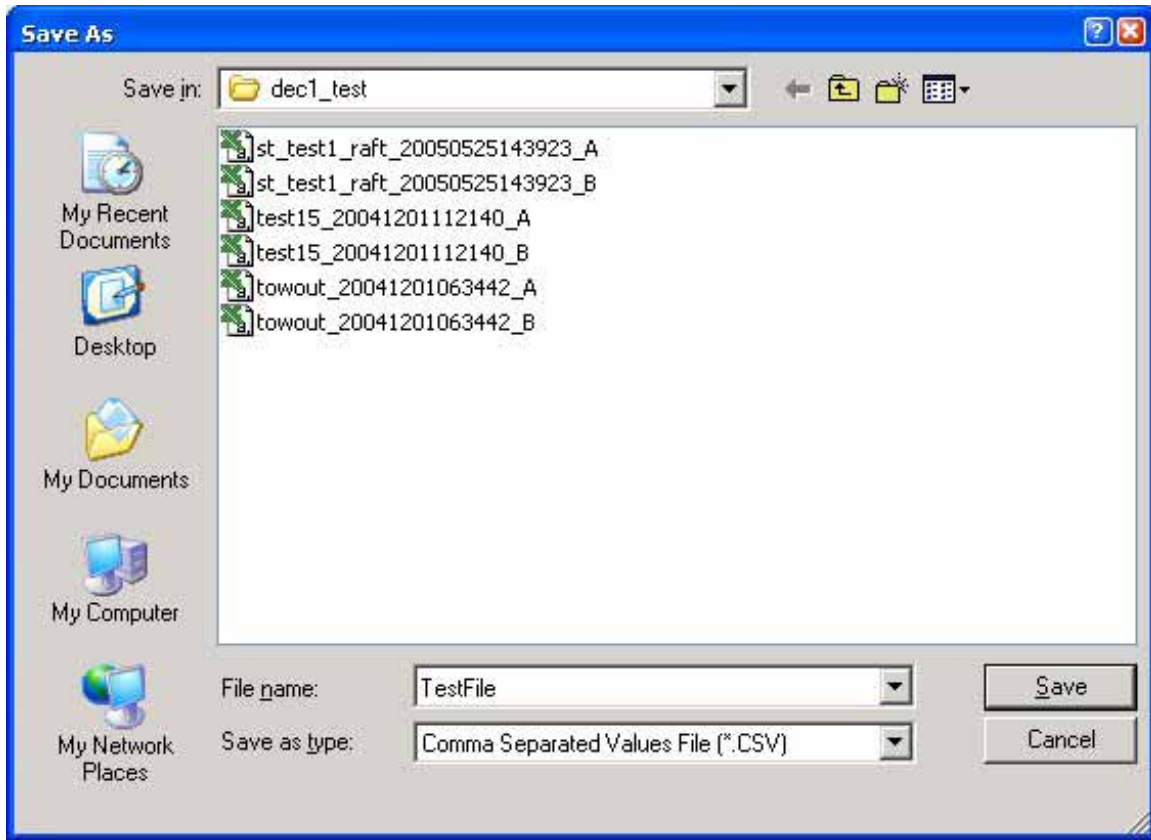 Save As
Save in:
dec1_test
st_test1_raft_20050525143923_A
st_test1_raft_20050525143923_B
test15_20041201112140_A
test15_20041201112140_B
towout_20041201063442_A
towout_20041201063442_B
My Recent
Documents
Desktop
My Documents
My Computer
My Network
Places
File name:
TestFile
Save
Save as type:
Comma Separated Values File (*.CSV)
Cancel